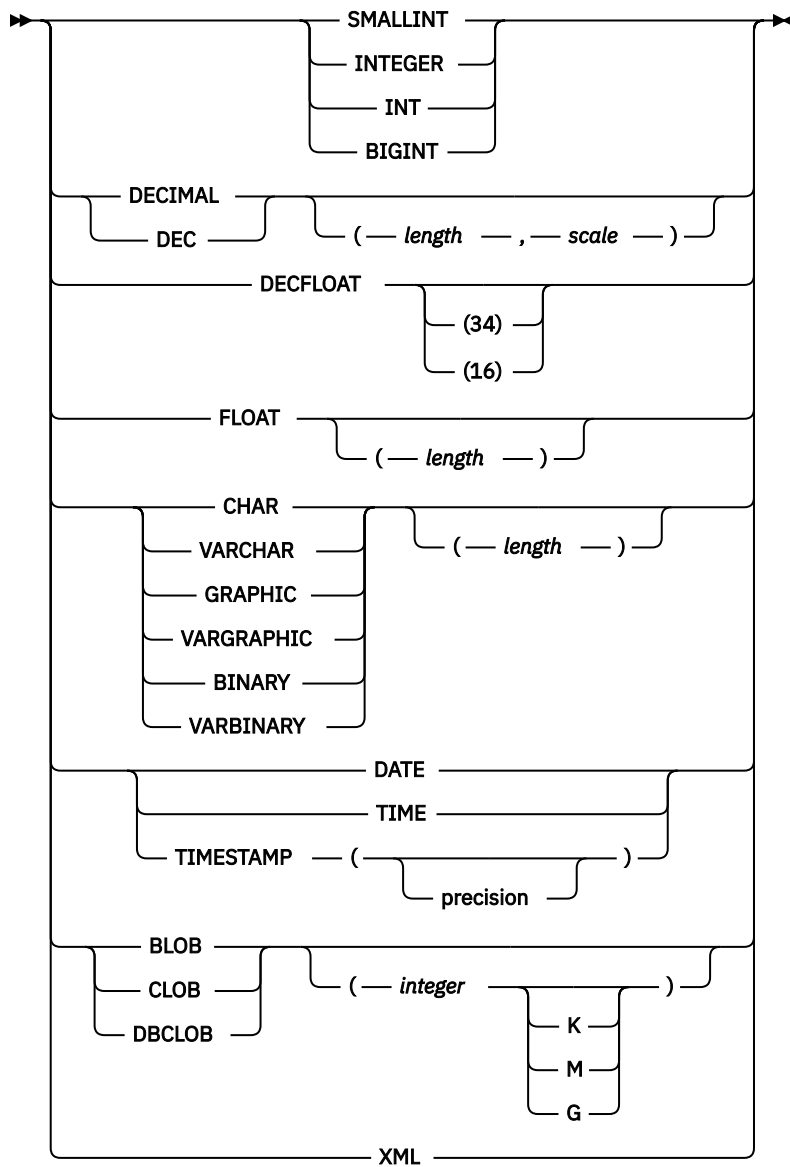 SMALLINT
INTEGER
INT
BIGINT
DECIMAL
DEC ( length , scale )
DECFLOAT
(34)
(16)
FLOAT
( length )
CHAR
VARCHAR ( length )
GRAPHIC
VARGRAPHIC
BINARY
VARBINARY
DATE
TIME
TIMESTAMP ( )
precision
BLOB
CLOB ( integer )
K
DBCLOB
M
G
XML